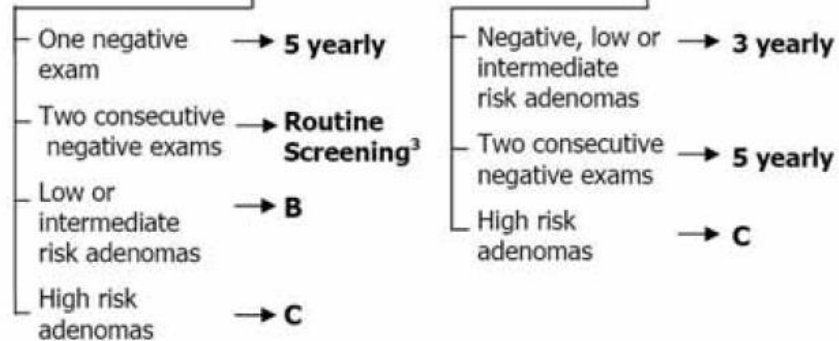 One negative → 5 yearly
exam
Two consecutive → Routine
negative exams Screening³
Low or
intermediate → B
risk adenomas
High risk → C
adenomas
Negative, low or → 3 yearly
intermediate
risk adenomas
Two consecutive → 5 yearly
negative exams
High risk → C
adenomas